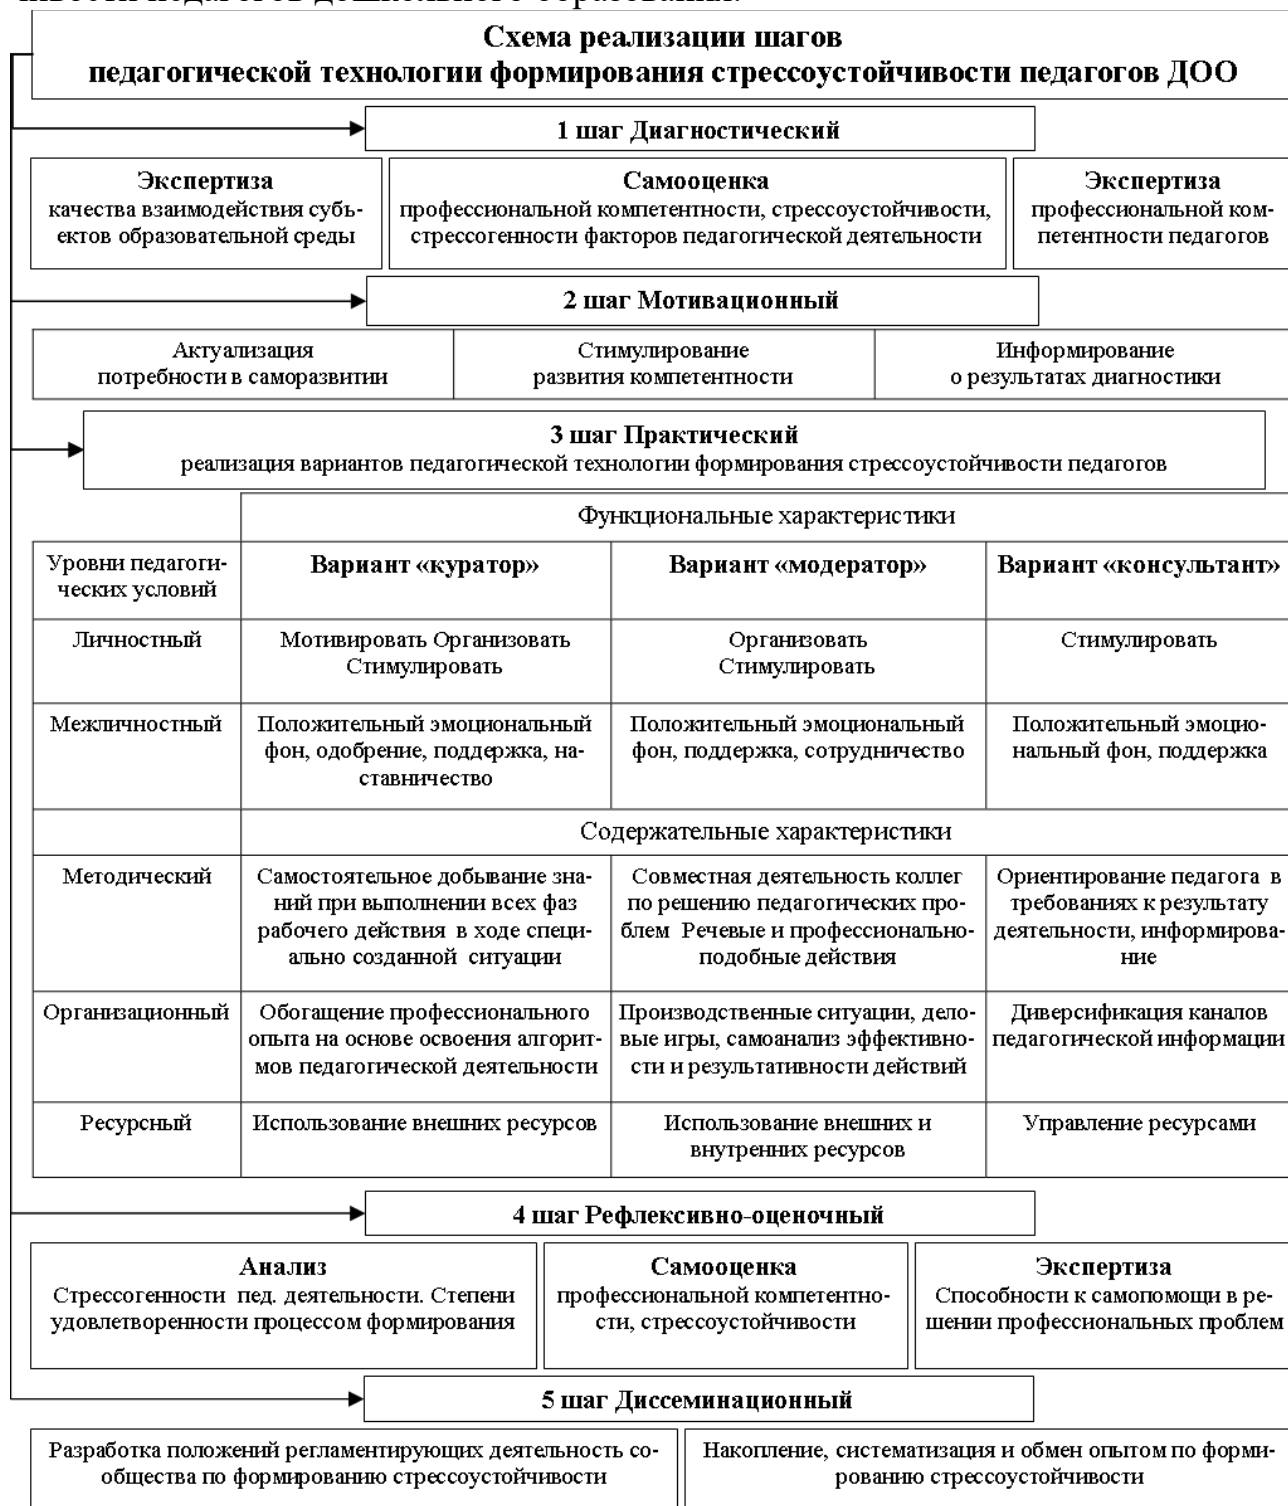 чивости педагогов дошкольного образования.
Схема реализации шагов
педагогической технологии формирования стрессоустойчивости педагогов ДОО
1 шаг Диагностический
Экспертиза
качества взаимодействия субъ-
ектов образовательной среды
Самооценка
профессиональной компетентности, стрессоустойчивости,
стрессогенности факторов педагогической деятельности
Экспертиза
профессиональной ком-
петентности педагогов
2 шаг Мотивационный
Актуализация
потребности в саморазвитии
Стимулирование
развития компетентности
Информирование
о результатах диагностики
3 шаг Практический
реализация вариантов педагогической технологии формирования стрессоустойчивости педагогов
Функциональные характеристики
Уровни педагоги-
ческих условий
Вариант «куратор»
Вариант «модератор»
Вариант «консультант»
Личностный
Мотивировать Организовать
Стимулировать
Организовать
Стимулировать
Стимулировать
Межличностный
Положительный эмоциональный
фон, одобрение, поддержка, на-
ставничество
Положительный эмоциональный
фон, поддержка, сотрудничество
Положительный эмоцио-
нальный фон, поддержка
Содержательные характеристики
Методический
Самостоятельное добывание зна-
ний при выполнении всех фаз
рабочего действия в ходе специ-
ально созданной ситуации
Совместная деятельность коллег
по решению педагогических про-
блем Речевые и профессионально-
подобные действия
Ориентирование педагога в
требованиях к результату
деятельности, информирова-
ние
Организационный
Обогащение профессионального
опыта на основе освоения алгорит-
мов педагогической деятельности
Производственные ситуации, дело-
вые игры, самоанализ эффективно-
сти и результативности действий
Диверсификация каналов
педагогической информации
Ресурсный
Использование внешних ресурсов
Использование внешних и
внутренних ресурсов
Управление ресурсами
4 шаг Рефлексивно-оценочный
Анализ
Стрессогенности пед. деятельности. Степени
удовлетворенности процессом формирования
Самооценка
профессиональной компетентно-
сти, стрессоустойчивости
Экспертиза
Способности к самопомощи в ре-
шении профессиональных проблем
5 шаг Диссеминационный
Разработка положений регламентирующих деятельность со-
общества по формированию стрессоустойчивости
Накопление, систематизация и обмен опытом по форми-
рованию стрессоустойчивости